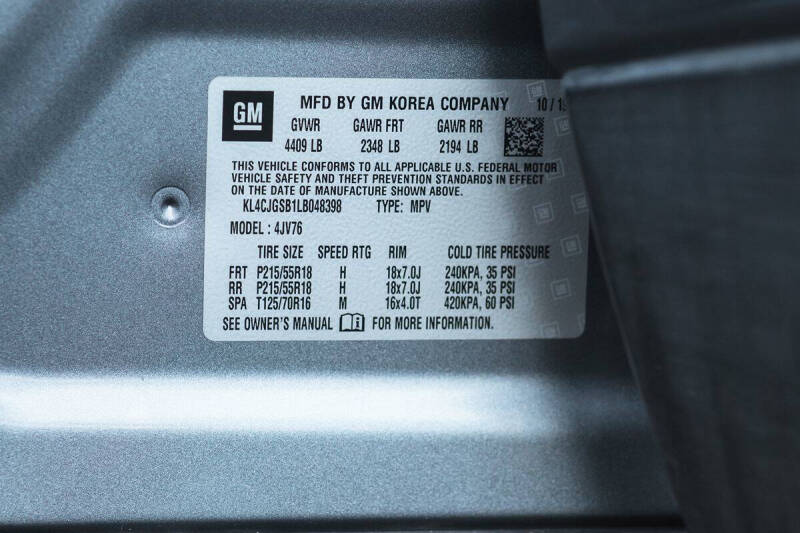 GM MFD BY GM KOREA COMPANY 10/1
GVWR GAWR FRT GAWR RR
4409 LB 2348 LB 2194 LB
THIS VEHICLE CONFORMS TO ALL APPLICABLE U.S. FEDERAL MOTOR
VEHICLE SAFETY AND THEFT PREVENTION STANDARDS IN EFFECT
ON THE DATE OF MANUFACTURE SHOWN ABOVE.
KL4CJGSB1LB048398 TYPE: MPV
MODEL : 4JV76
TIRE SIZE SPEED RTG RIM COLD TIRE PRESSURE
FRT P215/55R18 H 18x7.0J 240KPA, 35 PSI
RR P215/55R18 H 18x7.0J 240KPA, 35 PSI
SPA T125/70R16 M 16x4.0T 420KPA, 60 PSI
SEE OWNER'S MANUAL FOR MORE INFORMATION.